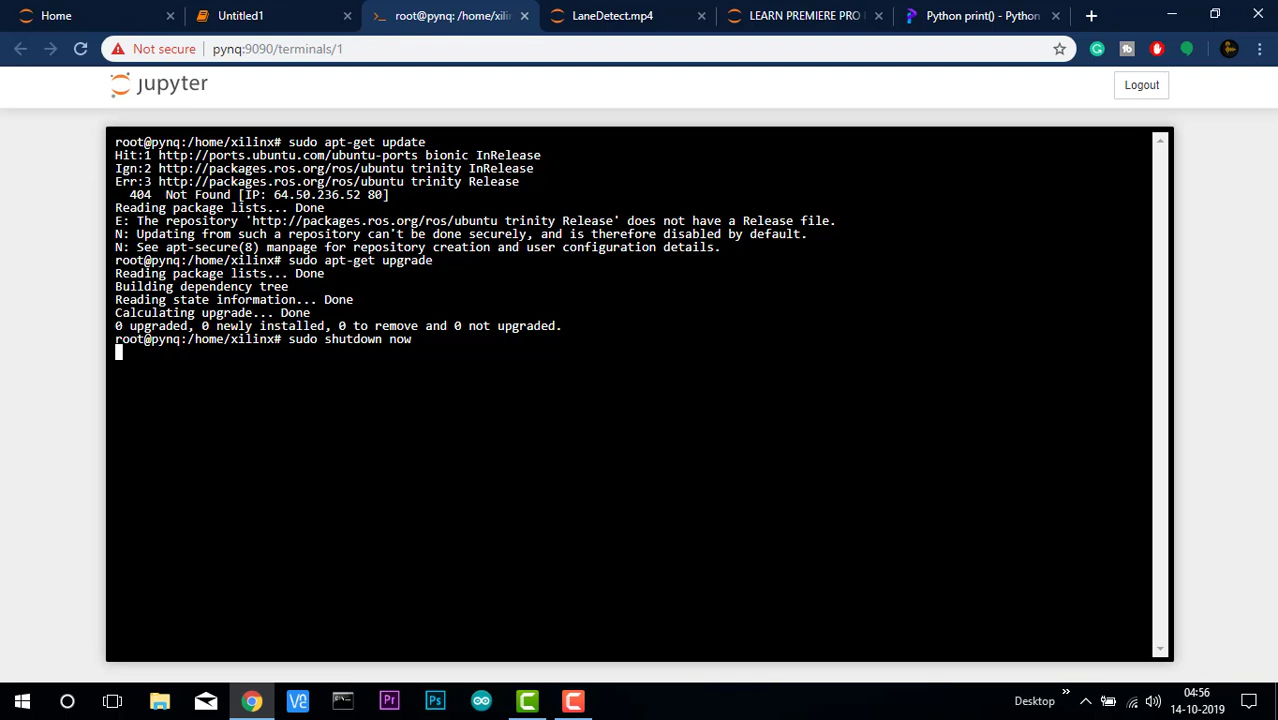 Home
Untitled1
root@pynq: /home/xili
LaneDetect.mp4
LEARN PREMIERE PRO
Python print() - Python
Not secure
pynq:9090/terminals/1
jupyter
Logout
root@pynq:/home/xilinx# sudo apt-get update
Hit:1 http://ports.ubuntu.com/ubuntu-ports bionic InRelease
Ign:2 http://packages.ros.org/ros/ubuntu trinity InRelease
Err:3 http://packages.ros.org/ros/ubuntu trinity Release
404 Not Found [IP: 64.50.236.52 80]
Reading package lists... Done
E: The repository 'http://packages.ros.org/ros/ubuntu trinity Release' does not have a Release file.
N: Updating from such a repository can't be done securely, and is therefore disabled by default.
N: See apt-secure(8) manpage for repository creation and user configuration details.
root@pynq:/home/xilinx# sudo apt-get upgrade
Reading package lists... Done
Building dependency tree
Reading state information... Done
Calculating upgrade... Done
0 upgraded, 0 newly installed, 0 to remove and 0 not upgraded.
root@pynq:/home/xilinx# sudo shutdown now
Pr
Ps
Desktop
04:56
14-10-2019